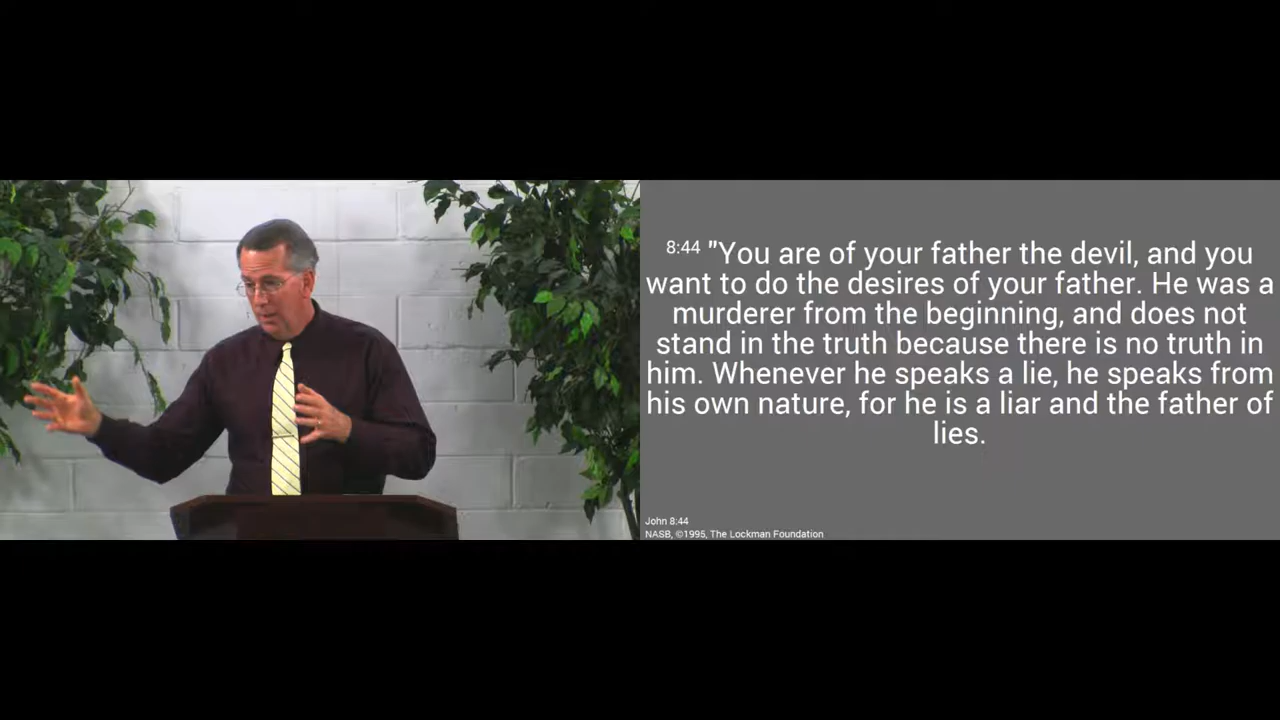 8:44 "You are of your father the devil, and you
want to do the desires of your father. He was a
murderer from the beginning, and does not
stand in the truth because there is no truth in
him. Whenever he speaks a lie, he speaks from
his own nature, for he is a liar and the father of
lies.
John 8:44
NASB, ©1995, The Lockman Foundation